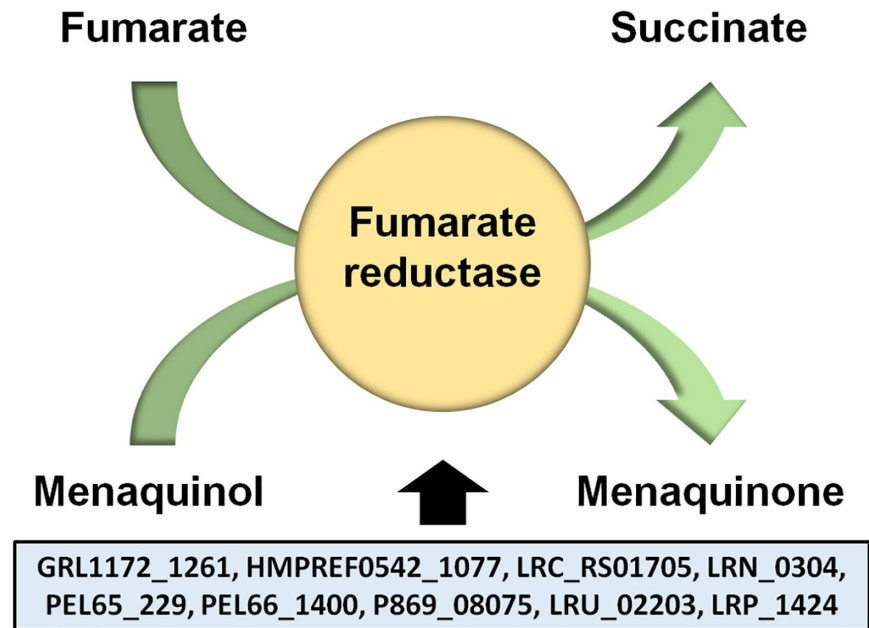 Fumarate
Succinate
Fumarate
reductase
Menaquinol
Menaquinone
GRL1172_1261, HMPREF0542_1077, LRC_RS01705, LRN_0304,
PEL65_229, PEL66_1400, P869_08075, LRU_02203, LRP_1424